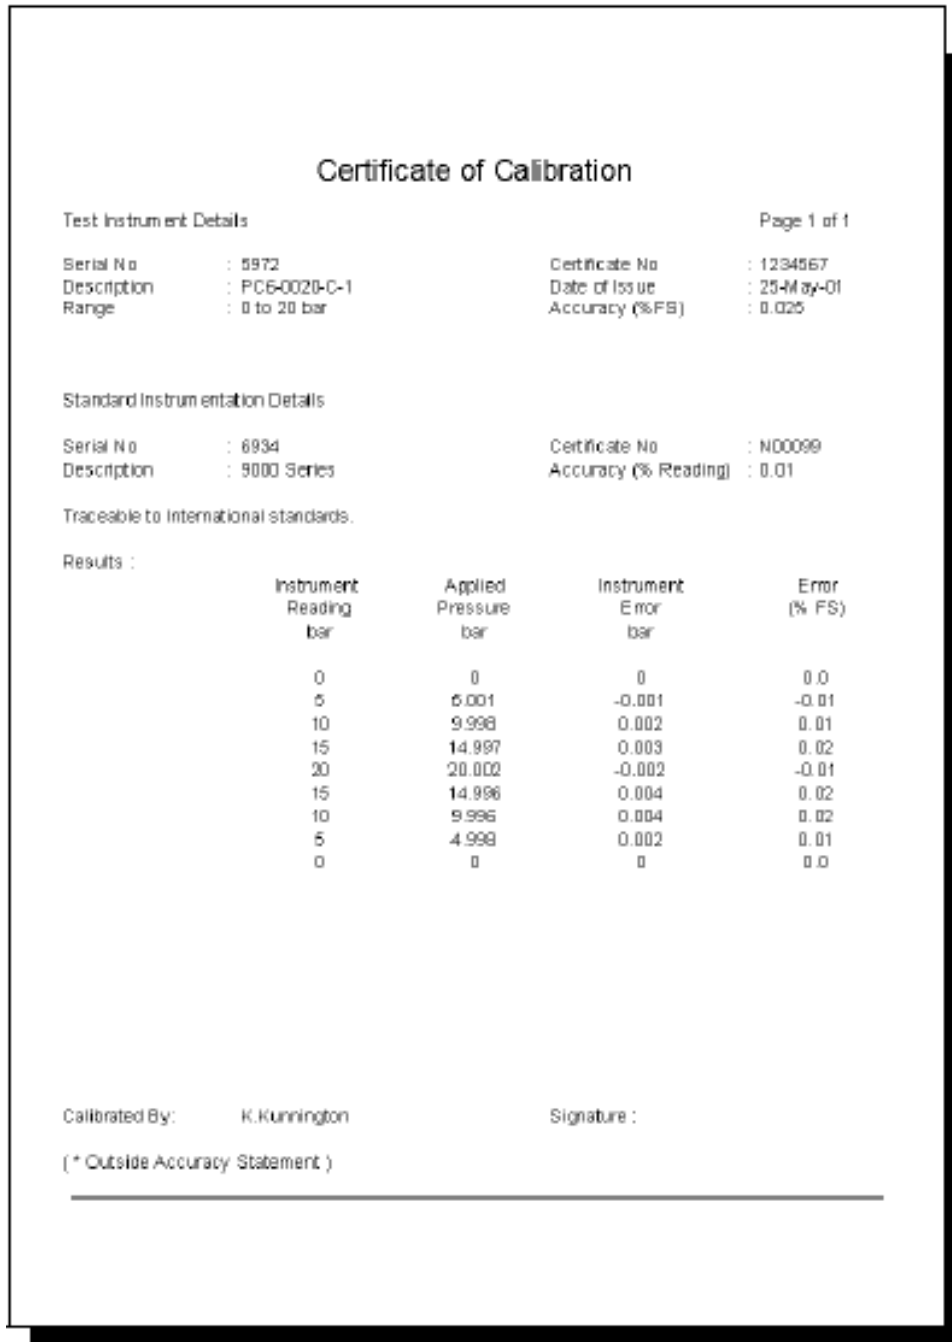 Certificate of Calibration
Test Instrument Details Page 1 of 1
Serial No : 5972 Certificate No : 1234567
Description : PC6-0020-C-1 Date of Issue : 25-May-01
Range : 0 to 20 bar Accuracy (%FS) : 0.025
Standard Instrumentation Details
Serial No : 6934 Certificate No : N00099
Description : 9000 Series Accuracy (% Reading) : 0.01
Traceable to International standards.
Results :
Instrument Applied Instrument Error
Reading Pressure Error (% FS)
bar bar bar
0 0 0 0.0
5 5.001 -0.001 -0.01
10 9.998 0.002 0.01
15 14.997 0.003 0.02
20 20.002 -0.002 -0.01
15 14.996 0.004 0.02
10 9.996 0.004 0.02
5 4.998 0.002 0.01
0 0 0 0.0
Calibrated By: K.Kunnington Signature :
( * Outside Accuracy Statement )